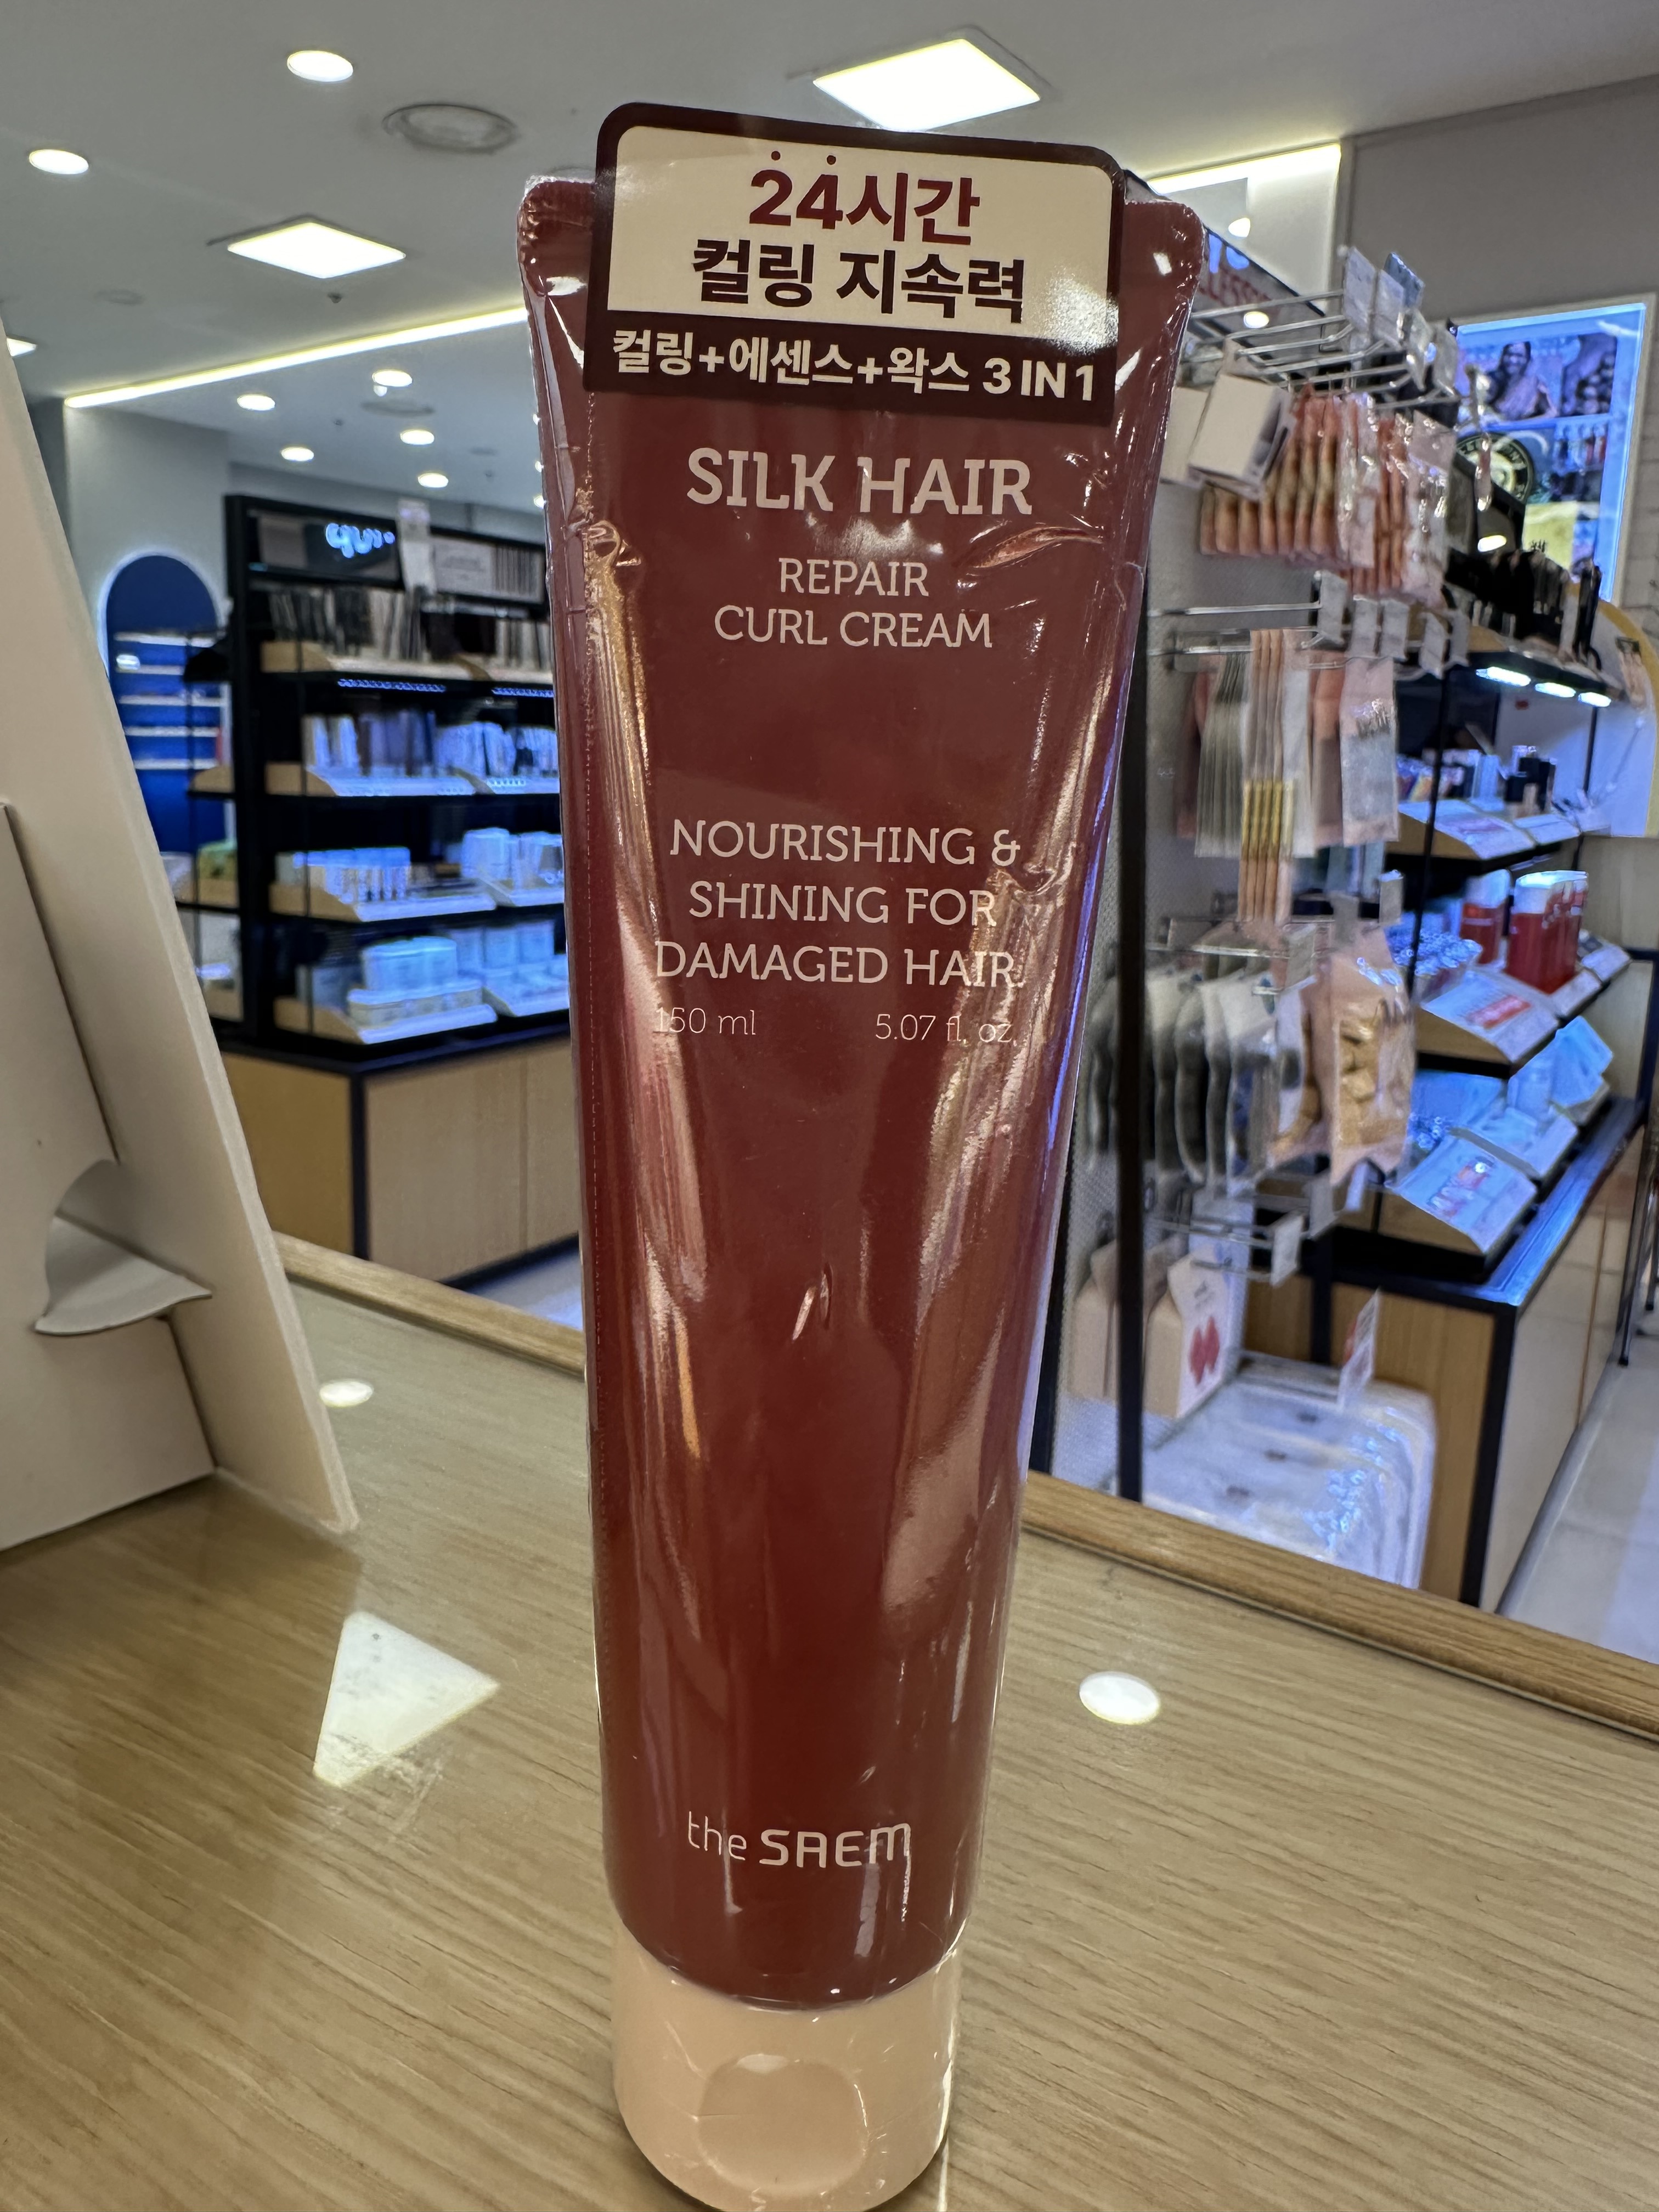 24시간
컬링 지속력
컬링+에센스+왁스 3 IN 1
SILK HAIR
REPAIR
CURL CREAM
NOURISHING &
SHINING FOR
DAMAGED HAIR.
150 ml 5.07 fl. oz.
the SAEM